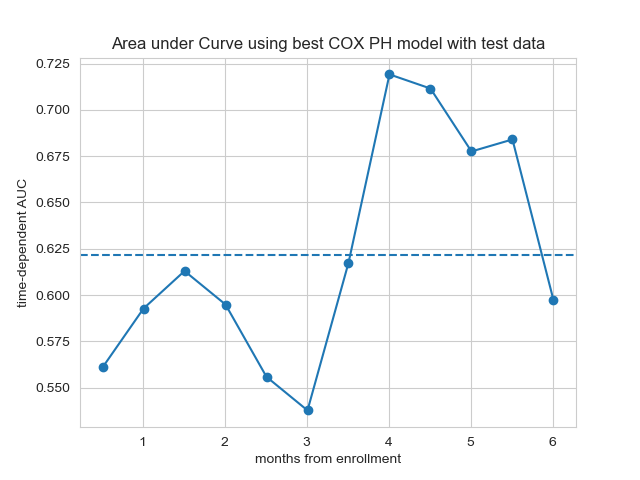 Area under Curve using best COX PH model with test data
time-dependent AUC
0.725
0.700
0.675
0.650
0.625
0.600
0.575
0.550
1 2 3 4 5 6
months from enrollment